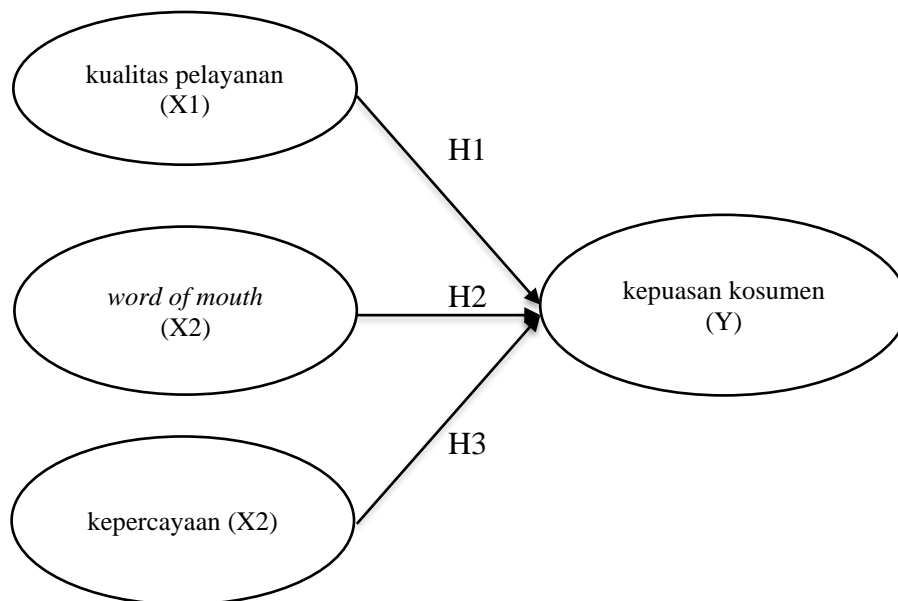 kualitas pelayanan
(X1)
H1
word of mouth
(X2)
H2
kepuasan kosumen
(Y)
H3
kepercayaan (X2)